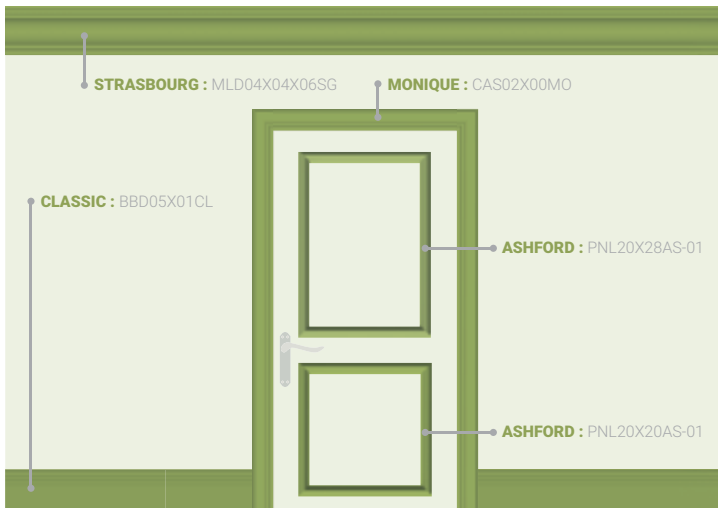 STRASBOURG : MLD04X04X06SG
MONIQUE : CAS02X00MO
CLASSIC : BBD05X01CL
ASHFORD : PNL20X28AS-01
ASHFORD : PNL20X20AS-01